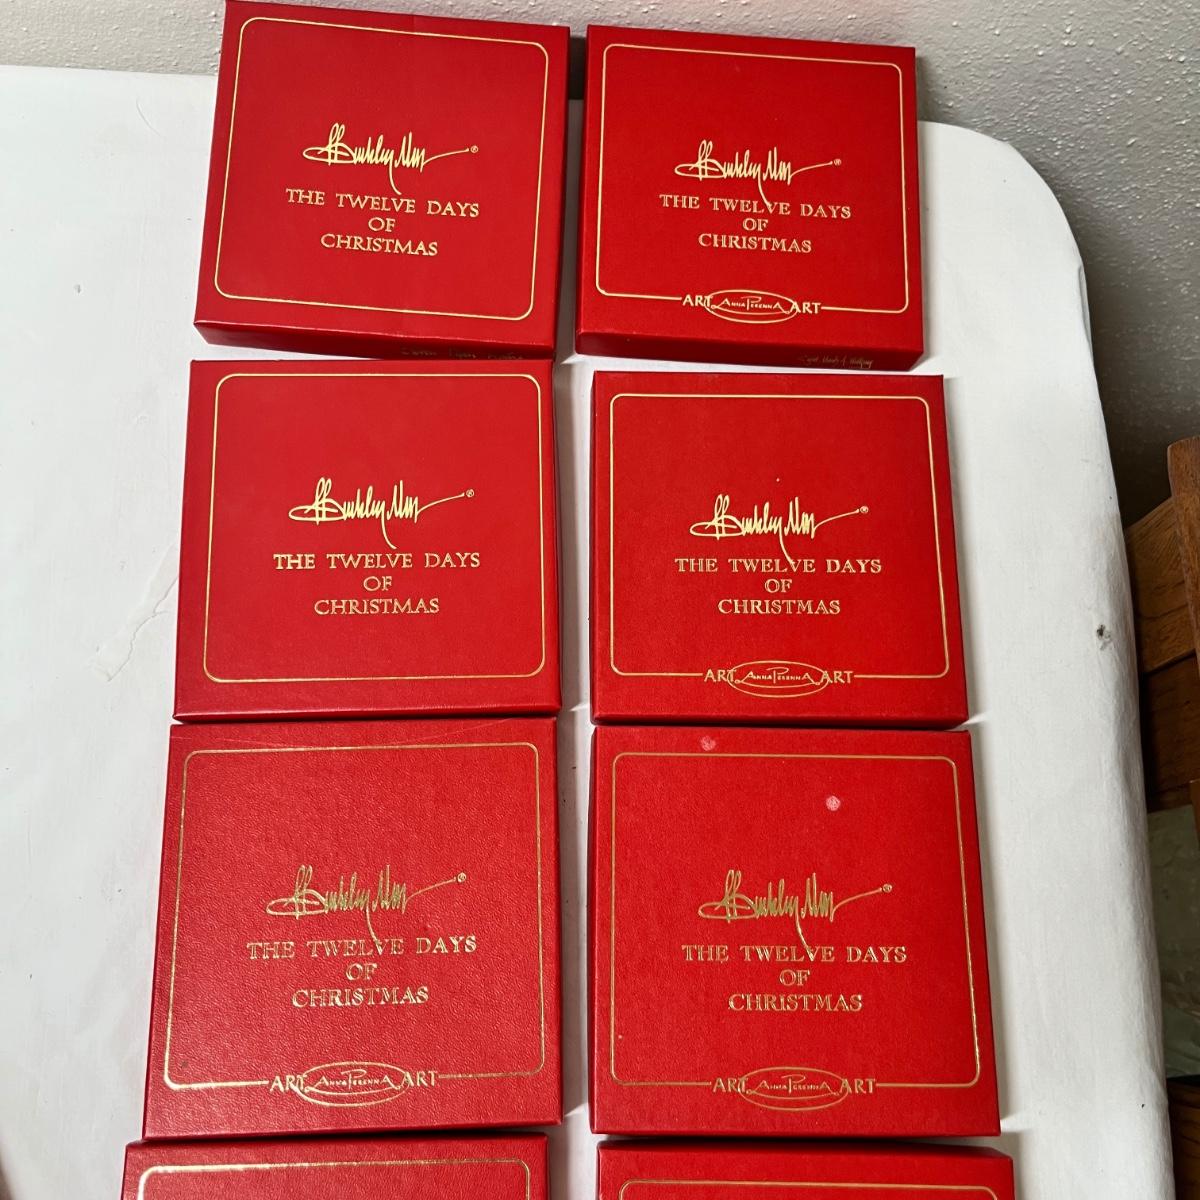 P Buckley Moss ®
THE TWELVE DAYS
OF
CHRISTMAS
P Buckley Moss ®
THE TWELVE DAYS
OF
CHRISTMAS
ART ANNA PERENNA ART
P Buckley Moss ®
THE TWELVE DAYS
OF
CHRISTMAS
P Buckley Moss ®
THE TWELVE DAYS
OF
CHRISTMAS
ART ANNA PERENNA ART
P Buckley Moss ®
THE TWELVE DAYS
OF
CHRISTMAS
ART ANNA PERENNA ART
P Buckley Moss ®
THE TWELVE DAYS
OF
CHRISTMAS
ART ANNA PERENNA ART